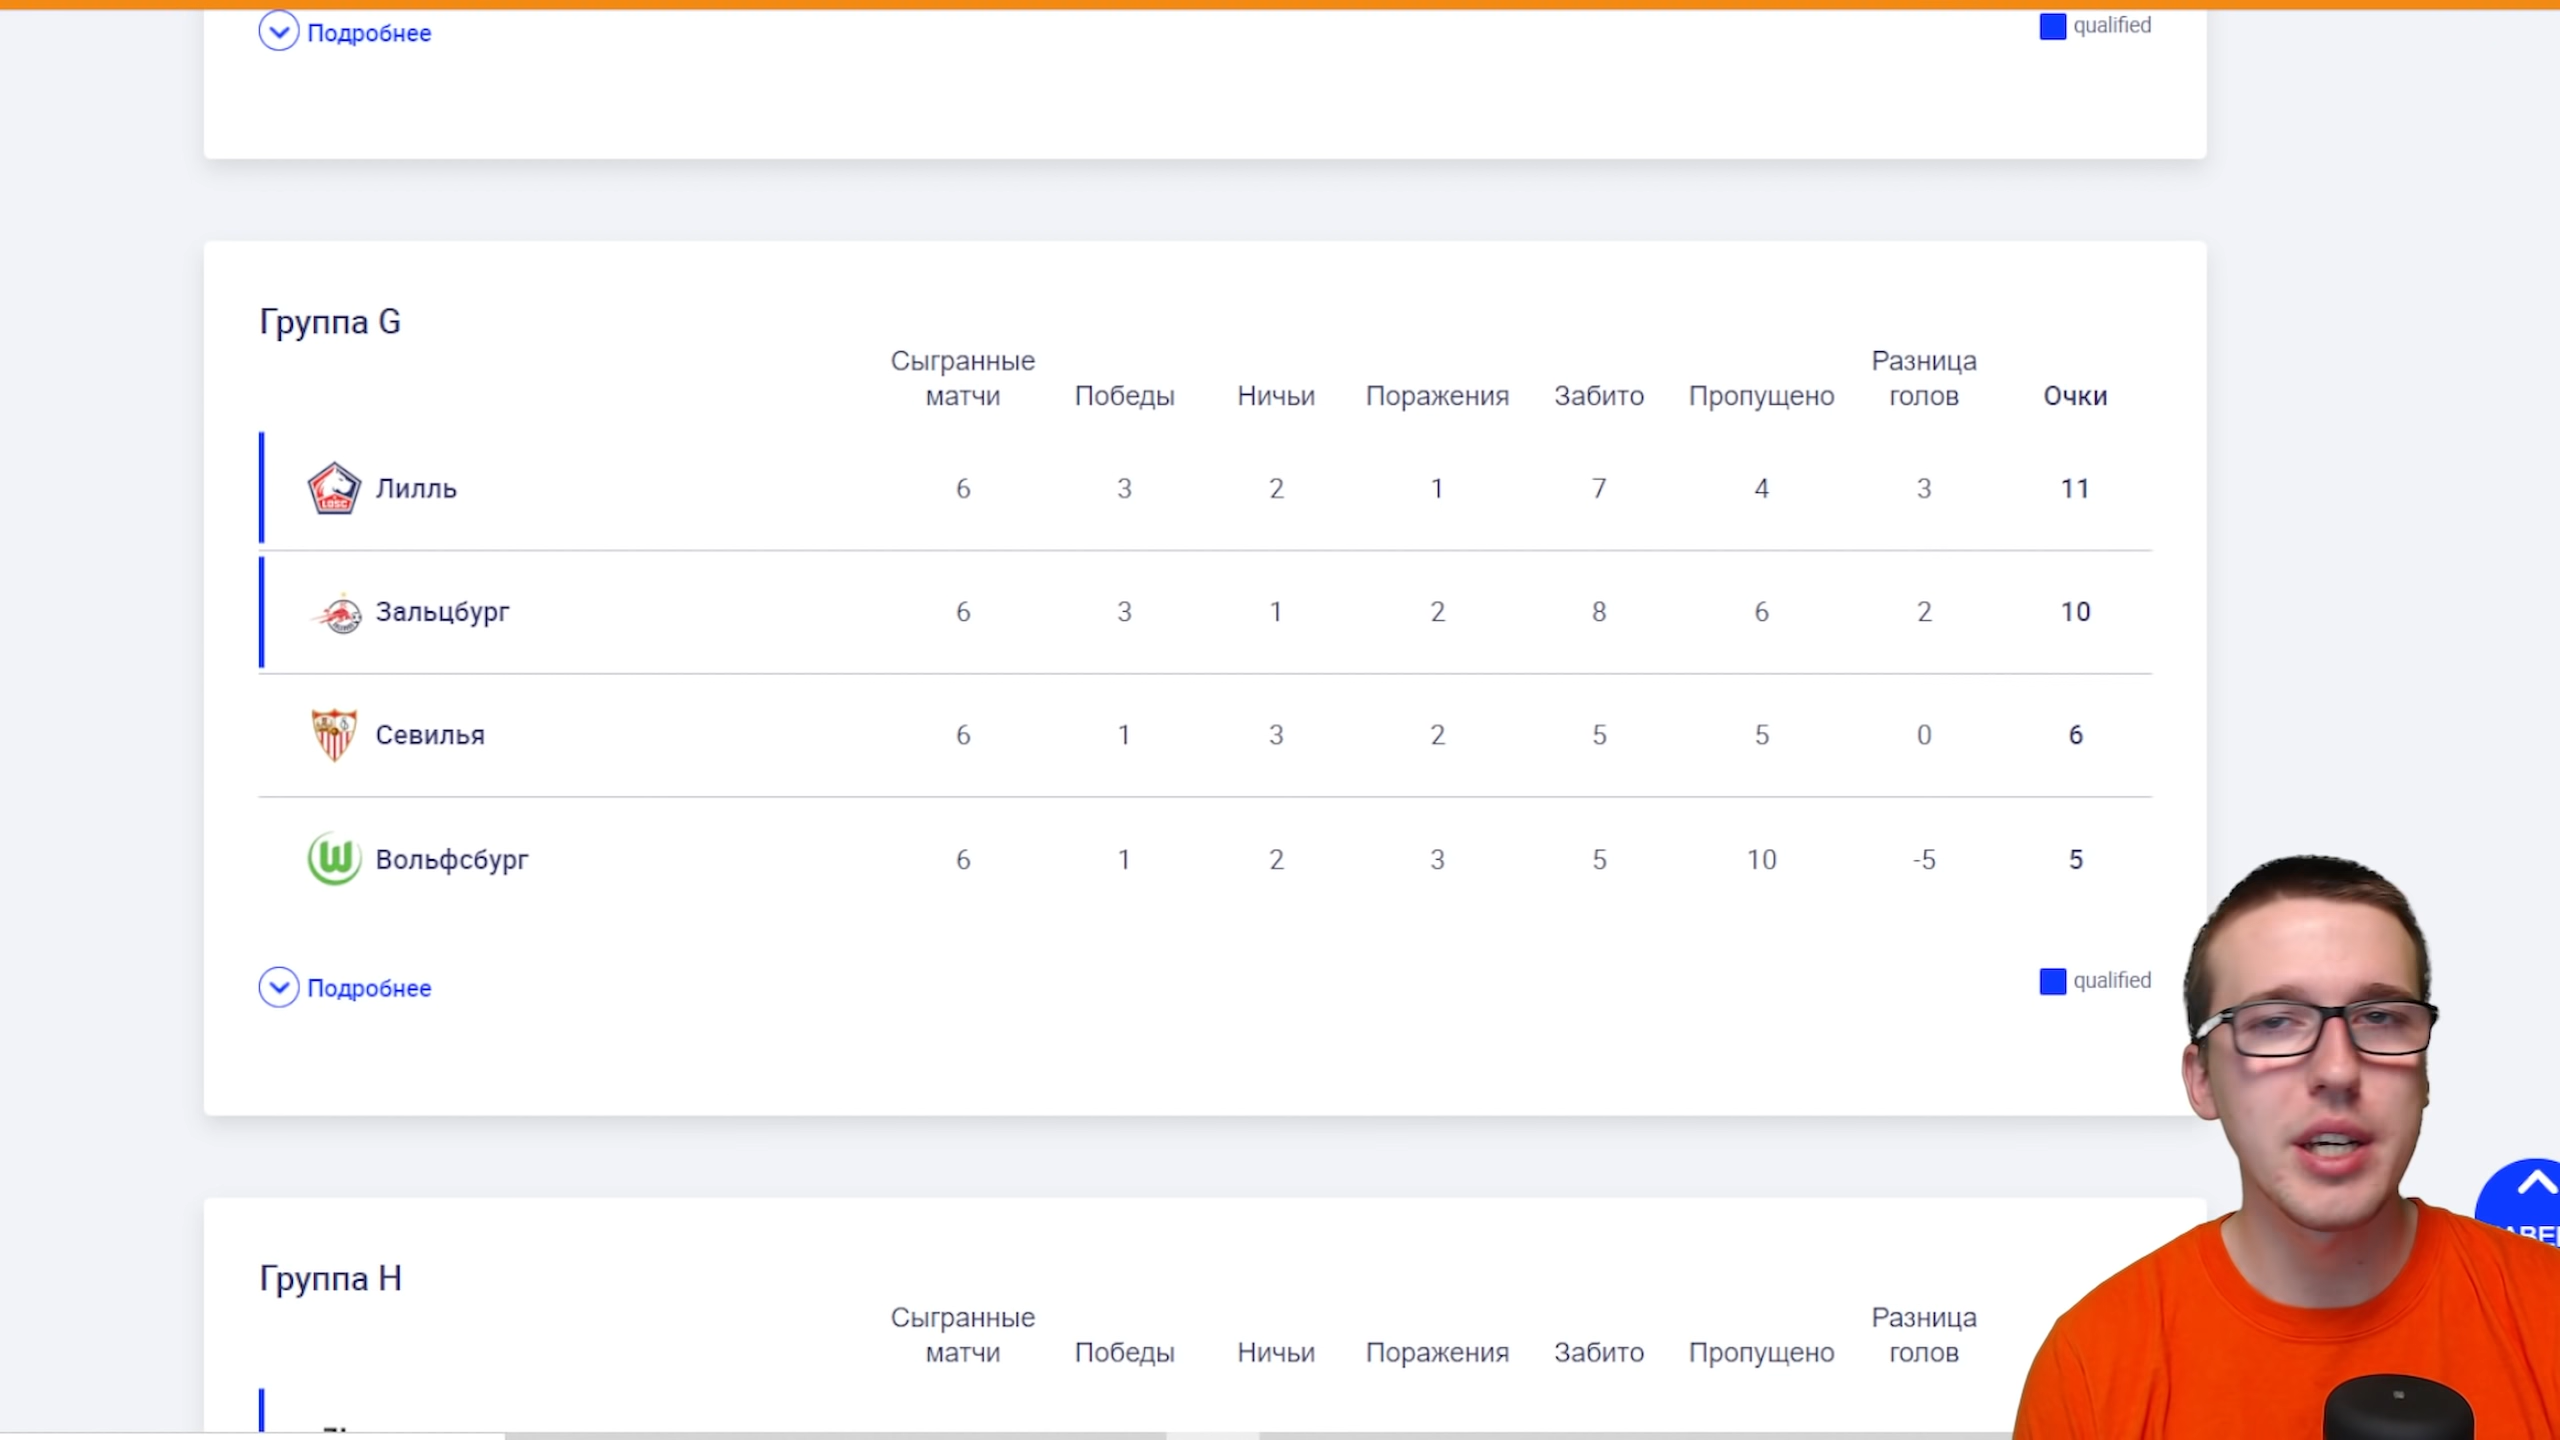 Подробнее
qualified
Группа G
Сыгранные матчи Победы Ничьи Поражения Забито Пропущено Разница голов Очки
Лилль 6 3 2 1 7 4 3 11
Зальцбург 6 3 1 2 8 6 2 10
Севилья 6 1 3 2 5 5 0 6
Вольфсбург 6 1 2 3 5 10 -5 5
Подробнее
qualified
Группа H
Сыгранные матчи Победы Ничьи Поражения Забито Пропущено Разница голов